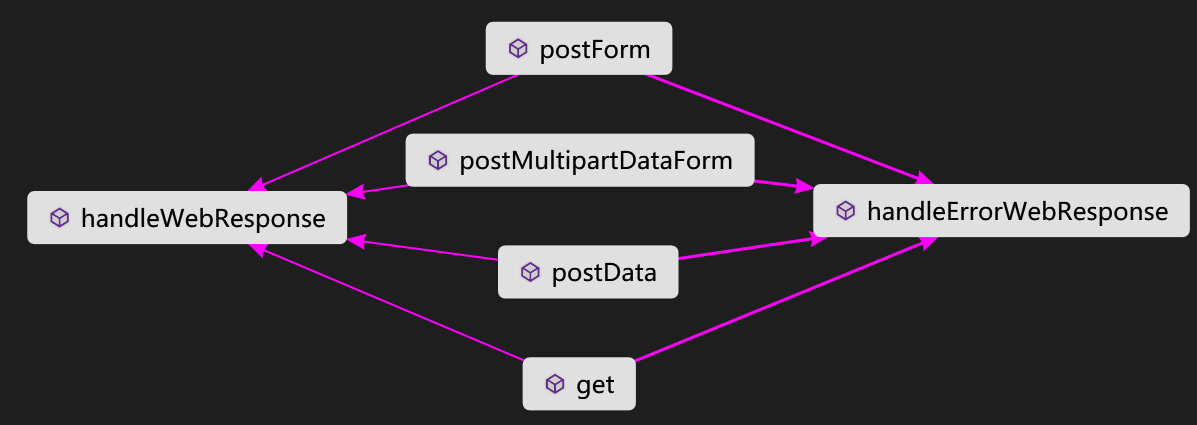 postForm
postMultipartDataForm
handleWebResponse
handleErrorWebResponse
postData
get